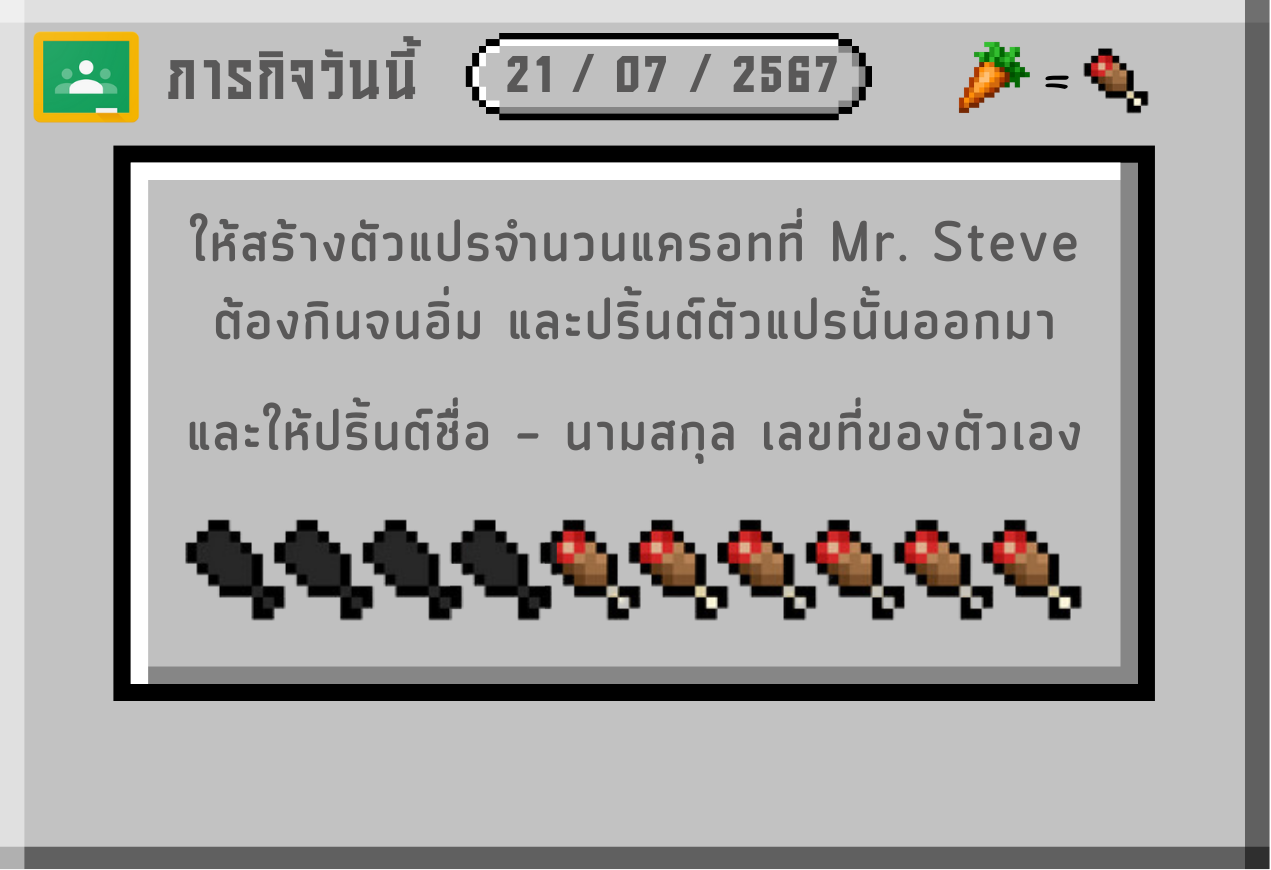 ภารกิจวันนี้
21 / 07 / 2567
=
ให้สร้างตัวแปรจำนวนแครอทที่ Mr. Steve
ต้องกินจนอิ่ม และปริ้นต์ตัวแปรนั้นออกมา
และให้ปริ้นต์ชื่อ - นามสกุล เลขที่ของตัวเอง